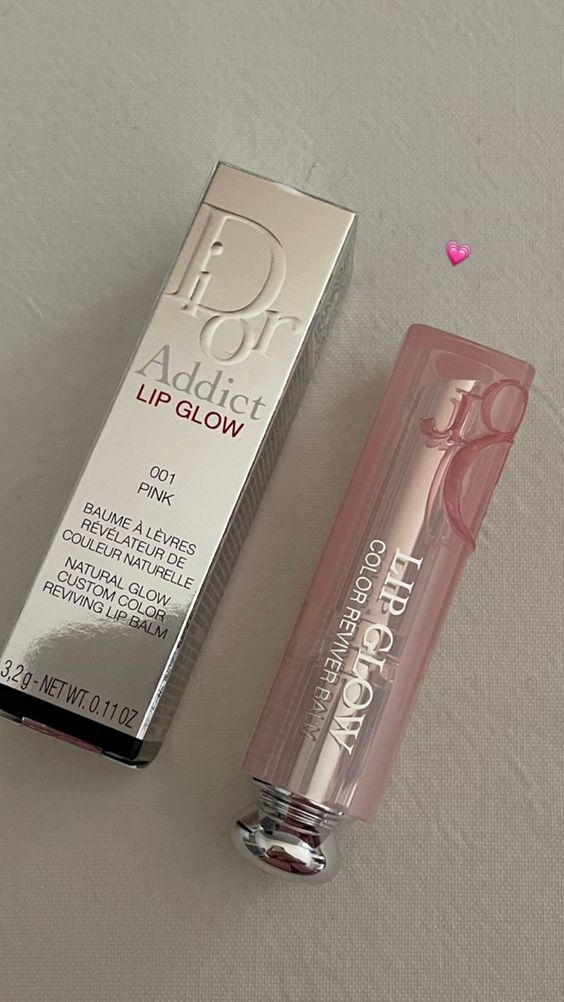 Dior
Addict
LIP GLOW
001
PINK
BAUME À LÈVRES
RÉVÉLATEUR DE
COULEUR NATURELLE
NATURAL GLOW
CUSTOM COLOR
REVIVING LIP BALM
3,2g - NET WT. 0.11 OZ
LIP GLOW
COLOR REVIVER BALM